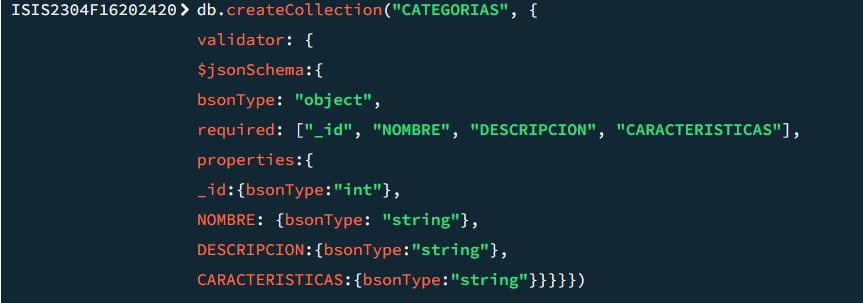 ISIS2304F16202420> db.createCollection("CATEGORIAS", {
validator: {
$jsonSchema:{
bsonType: "object",
required: ["_id", "NOMBRE", "DESCRIPCION", "CARACTERISTICAS"],
properties:{
_id:{bsonType:"int"},
NOMBRE: {bsonType: "string"},
DESCRIPCION:{bsonType:"string"},
CARACTERISTICAS:{bsonType:"string"}}}}})